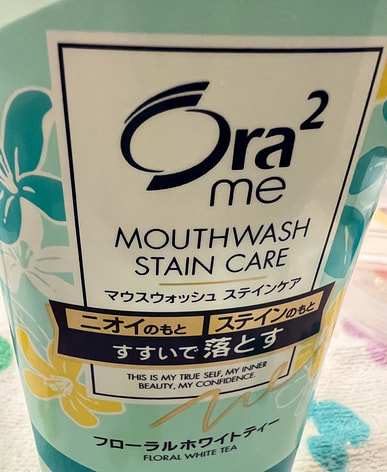 Ora²
me
MOUTHWASH
STAIN CARE
マウスウォッシュ ステインケア
ニオイのもと ステインのもと
すすいで落とす
THIS IS MY TRUE SELF, MY INNER
BEAUTY, MY CONFIDENCE.
フローラルホワイトティー
FLORAL WHITE TEA